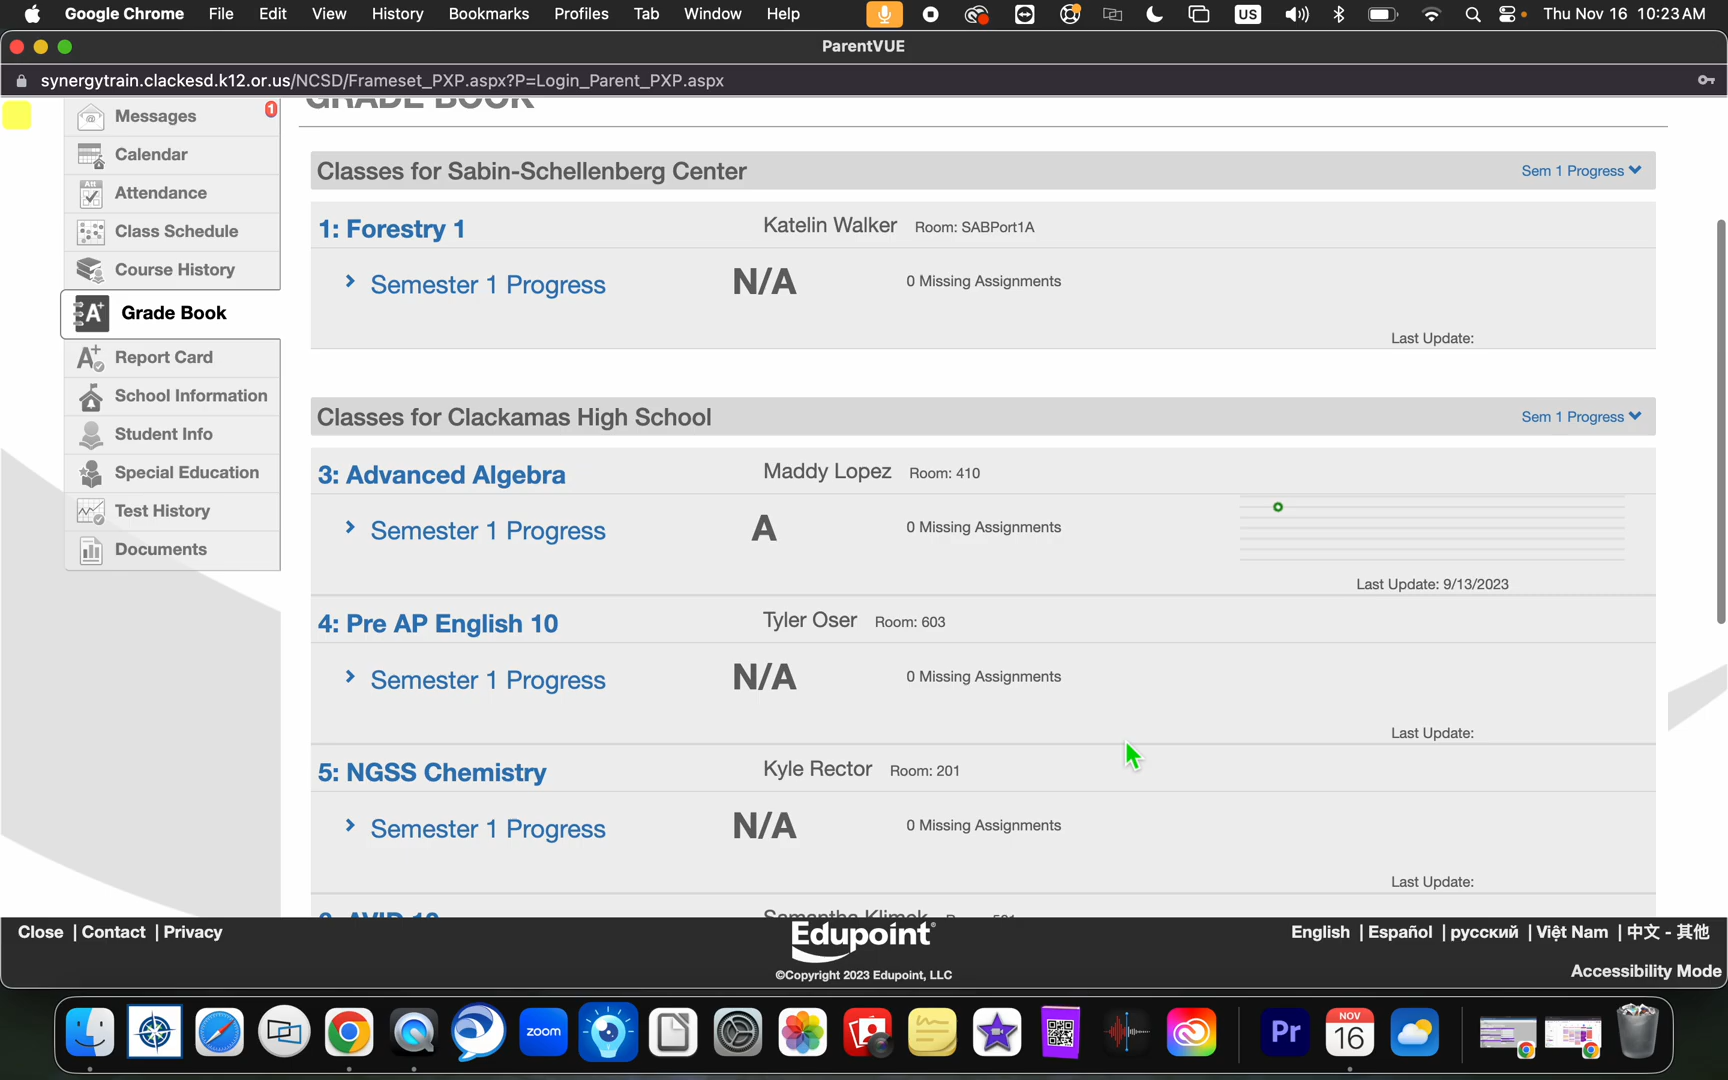 Google Chrome File Edit View History Bookmarks Profiles Tab Window Help US Thu Nov 16 10:23 AM
ParentVUE
synergytrain.clackesd.k12.or.us/NCSD/Frameset_PXP.aspx?P=Login_Parent_PXP.aspx
GRADE BOOK
Messages 1
Calendar
Attendance
Class Schedule
Course History
Grade Book
Report Card
School Information
Student Info
Special Education
Test History
Documents
Classes for Sabin-Schellenberg Center Sem 1 Progress
1: Forestry 1 Katelin Walker Room: SABPort1A
Semester 1 Progress N/A 0 Missing Assignments
Last Update:
Classes for Clackamas High School Sem 1 Progress
3: Advanced Algebra Maddy Lopez Room: 410
Semester 1 Progress A 0 Missing Assignments
Last Update: 9/13/2023
4: Pre AP English 10 Tyler Oser Room: 603
Semester 1 Progress N/A 0 Missing Assignments
Last Update:
5: NGSS Chemistry Kyle Rector Room: 201
Semester 1 Progress N/A 0 Missing Assignments
Last Update:
Close | Contact | Privacy
Edupoint
©Copyright 2023 Edupoint, LLC
English | Español | русский | Việt Nam | 中文 - 其他
Accessibility Mode
zoom
Pr
NOV
16